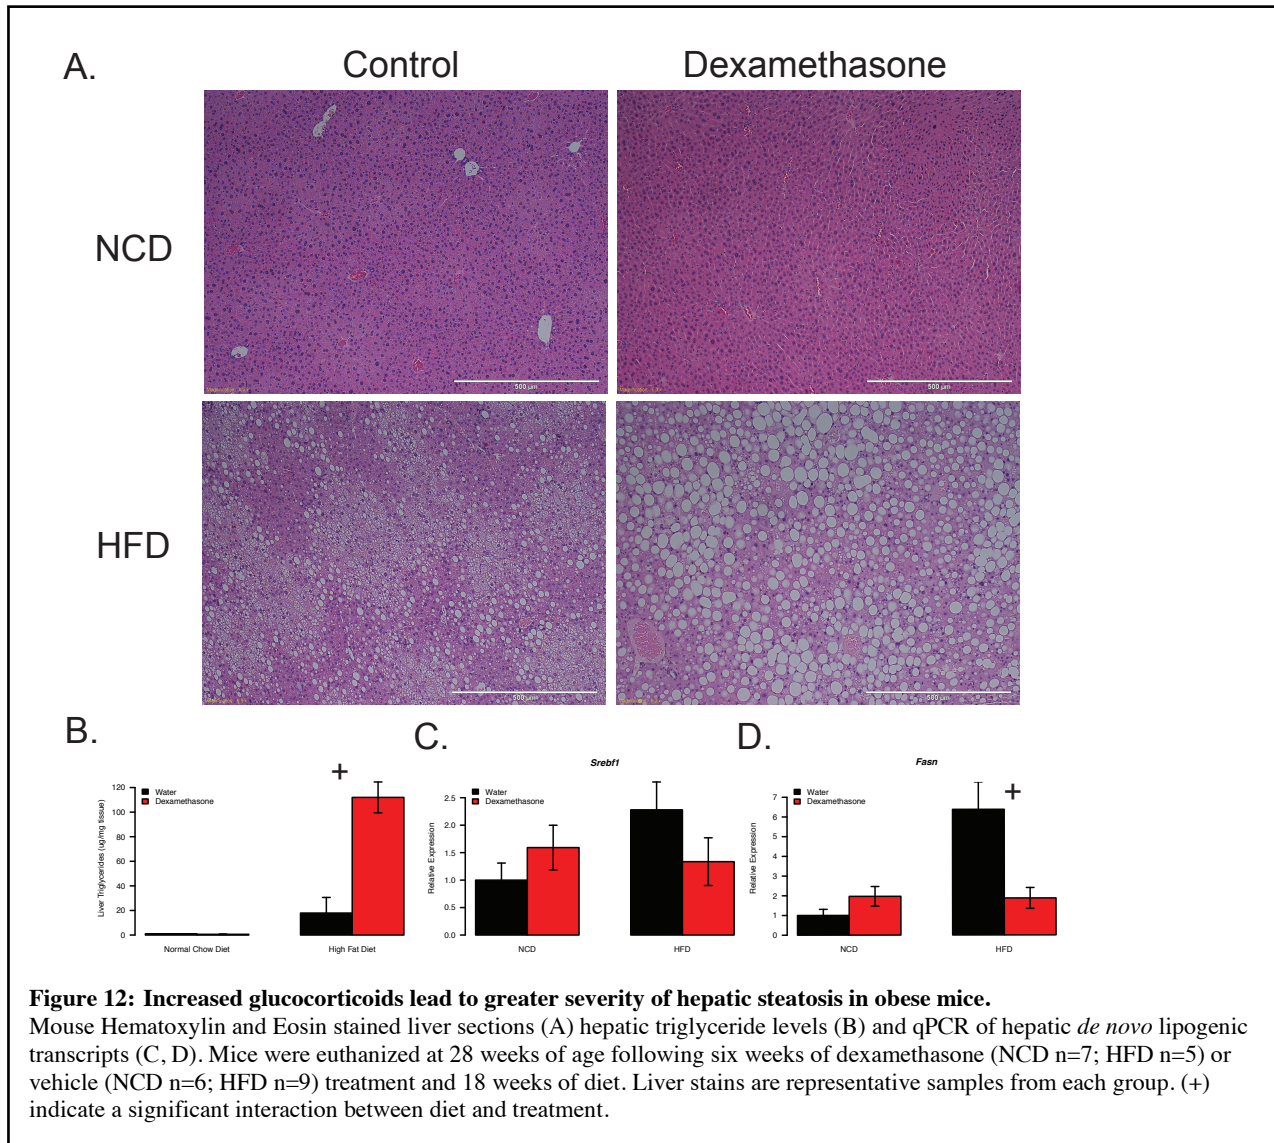 A.
Control
Dexamethasone
NCD
500 µm
500 µm
HFD
500 µm
500 µm
B.
C.
D.
+
Water
Dexamethasone
Liver Triglycerides (ug/mg tissue)
120
100
80
60
40
20
0
Normal Chow Diet
High Fat Diet
Srebf1
Water
Dexamethasone
Relative Expression
2.5
2.0
1.5
1.0
0.5
0.0
NCD
HFD
Fasn
+
Water
Dexamethasone
Relative Expression
7
6
5
4
3
2
1
0
NCD
HFD
Figure 12: Increased glucocorticoids lead to greater severity of hepatic steatosis in obese mice.
Mouse Hematoxylin and Eosin stained liver sections (A) hepatic triglyceride levels (B) and qPCR of hepatic de novo lipogenic
transcripts (C, D). Mice were euthanized at 28 weeks of age following six weeks of dexamethasone (NCD n=7; HFD n=5) or
vehicle (NCD n=6; HFD n=9) treatment and 18 weeks of diet. Liver stains are representative samples from each group. (+)
indicate a significant interaction between diet and treatment.